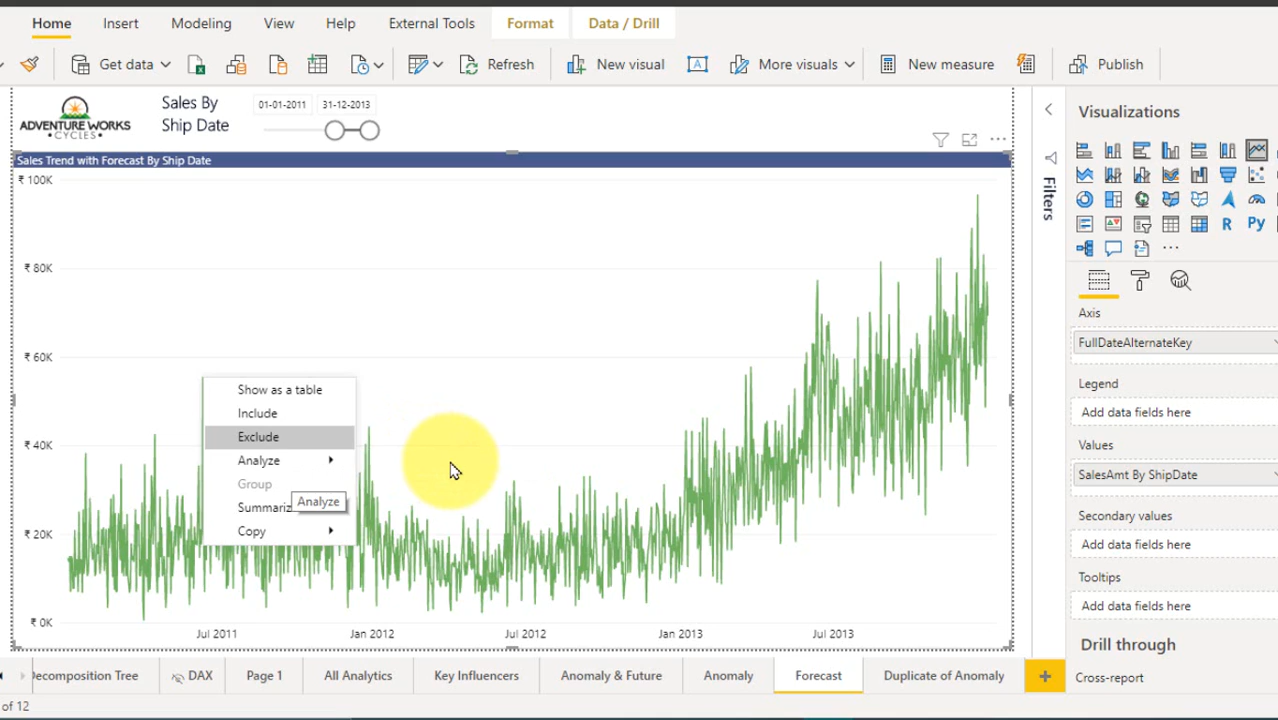 Home Insert Modeling View Help External Tools Format Data / Drill
Get data Refresh New visual More visuals New measure Publish
ADVENTURE WORKS
CYCLES
Sales By
Ship Date
01-01-2011 31-12-2013
Sales Trend with Forecast By Ship Date
₹ 100K
₹ 80K
₹ 60K
₹ 40K
₹ 20K
₹ 0K
Jul 2011 Jan 2012 Jul 2012 Jan 2013 Jul 2013
Show as a table
Include
Exclude
Analyze
Group
Summariz
Analyze
Copy
Filters
Visualizations
R Py
Axis
FullDateAlternateKey
Legend
Add data fields here
Values
SalesAmt By ShipDate
Secondary values
Add data fields here
Tooltips
Add data fields here
Drill through
Cross-report
Decomposition Tree DAX Page 1 All Analytics Key Influencers Anomaly & Future Anomaly Forecast Duplicate of Anomaly
of 12